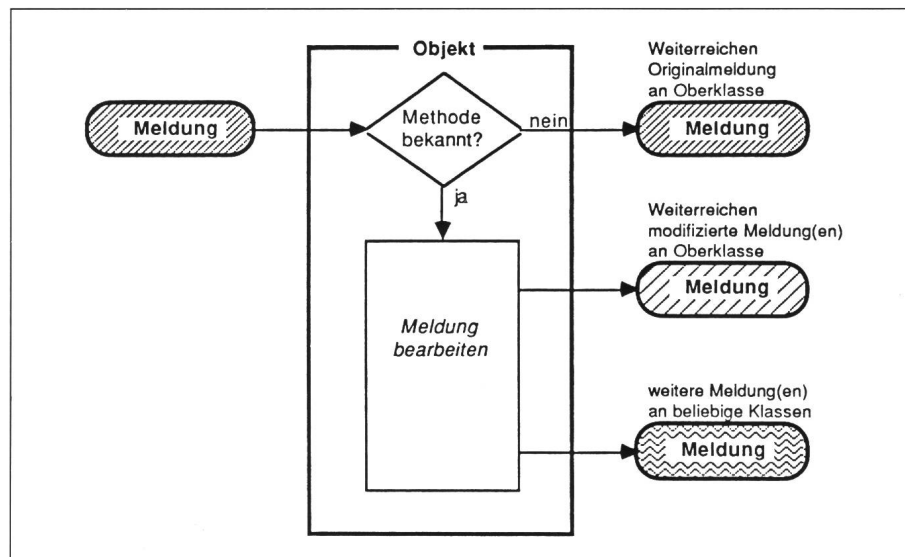 Objekt
Weiterreichen
Originalmeldung
an Oberklasse
Meldung
Methode
bekannt?
nein
Meldung
ja
Weiterreichen
modifizierte Meldung(en)
an Oberklasse
Meldung
Meldung
bearbeiten
weitere Meldung(en)
an beliebige Klassen
Meldung